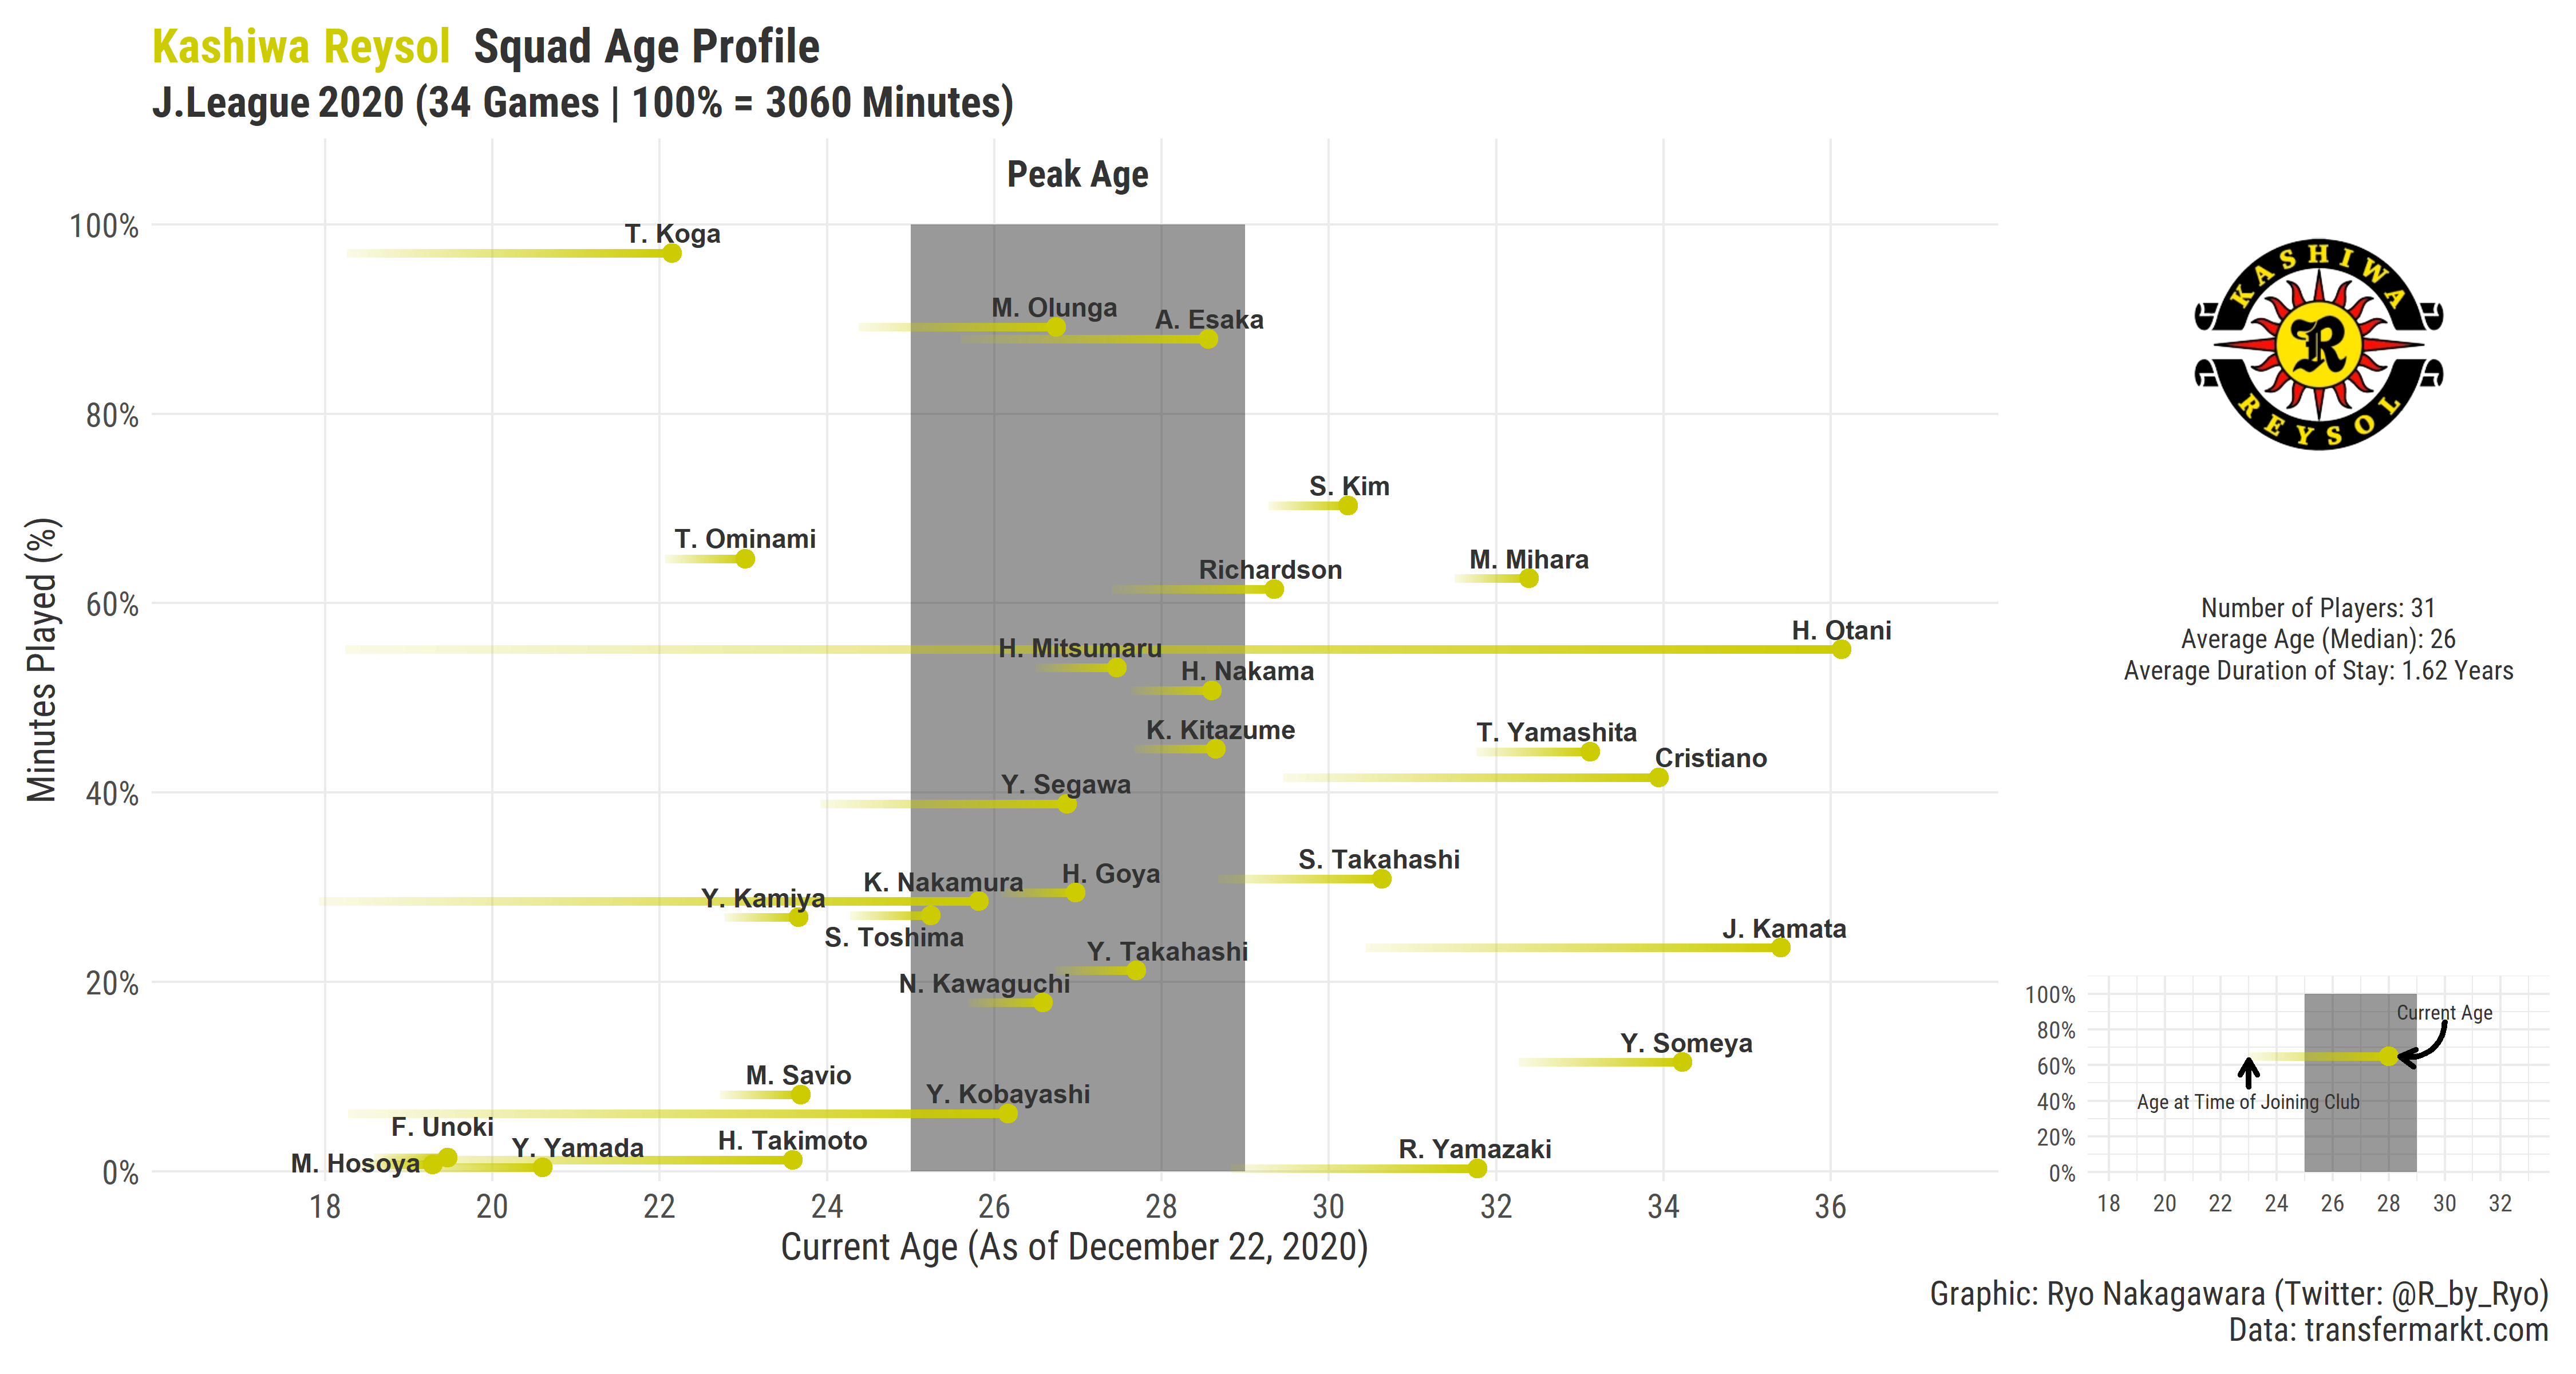 Kashiwa Reysol Squad Age Profile
J.League 2020 (34 Games | 100% = 3060 Minutes)
Peak Age
100%
80%
60%
40%
20%
0%
Minutes Played (%)
T. Koga
M. Olunga
A. Esaka
S. Kim
T. Ominami
M. Mihara
Richardson
H. Otani
H. Mitsumaru
H. Nakama
K. Kitazume
T. Yamashita
Cristiano
Y. Segawa
S. Takahashi
H. Goya
K. Nakamura
Y. Kamiya
S. Toshima
J. Kamata
Y. Takahashi
N. Kawaguchi
Y. Someya
M. Savio
Y. Kobayashi
F. Unoki
H. Takimoto
Y. Yamada
R. Yamazaki
M. Hosoya
18 20 22 24 26 28 30 32 34 36
Current Age (As of December 22, 2020)
KASHIWA
R
REYSOL
Number of Players: 31
Average Age (Median): 26
Average Duration of Stay: 1.62 Years
100%
80%
60%
40%
20%
0%
Current Age
Age at Time of Joining Club
18 20 22 24 26 28 30 32
Graphic: Ryo Nakagawara (Twitter: @R_by_Ryo)
Data: transfermarkt.com